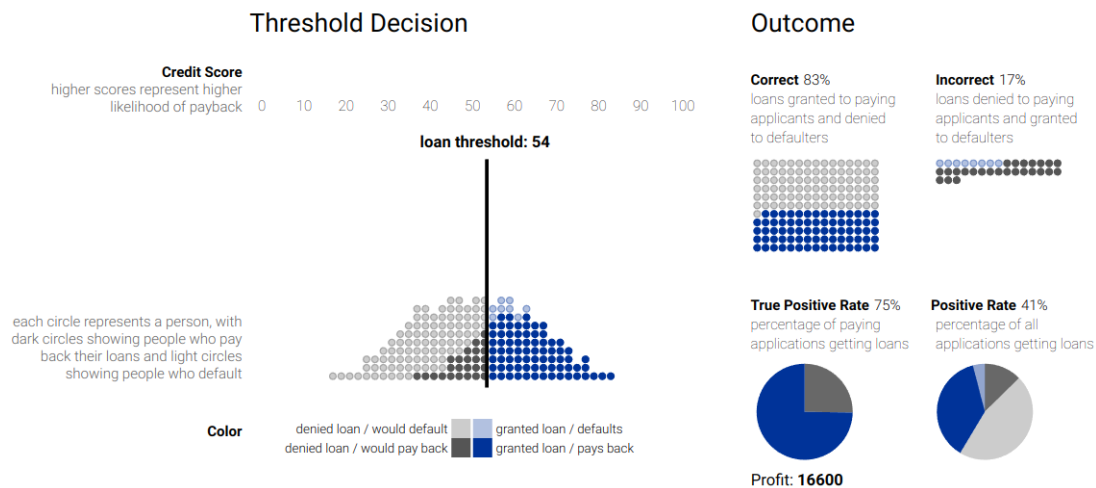 Threshold Decision
Credit Score
higher scores represent higher
likelihood of payback
0 10 20 30 40 50 60 70 80 90 100
loan threshold: 54
each circle represents a person, with
dark circles showing people who pay
back their loans and light circles
showing people who default
Color
denied loan / would default
granted loan / defaults
denied loan / would pay back
granted loan / pays back
Outcome
Correct 83%
loans granted to paying
applicants and denied
to defaulters
Incorrect 17%
loans denied to paying
applicants and granted
to defaulters
True Positive Rate 75%
percentage of paying
applications getting loans
Positive Rate 41%
percentage of all
applications getting loans
Profit: 16600